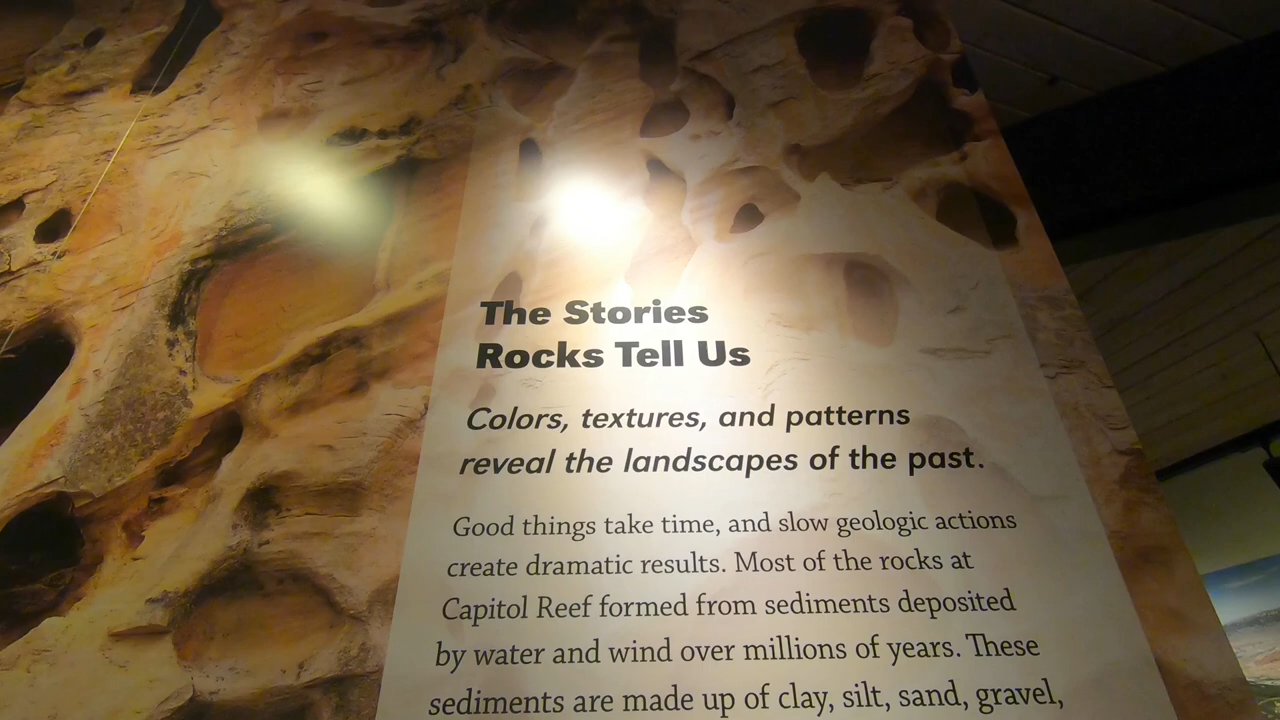 The Stories
Rocks Tell Us
Colors, textures, and patterns
reveal the landscapes of the past.
Good things take time, and slow geologic actions
create dramatic results. Most of the rocks at
Capitol Reef formed from sediments deposited
by water and wind over millions of years. These
sediments are made up of clay, silt, sand, gravel,